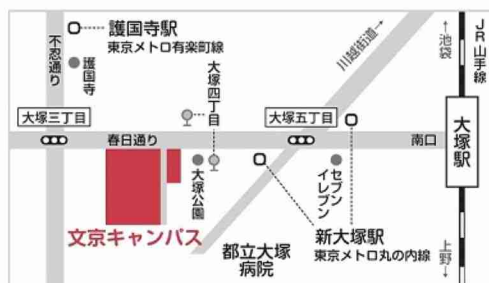 護国寺駅
東京メトロ有楽町線
不忍通り
護国寺
川越街道→
←池袋
JR山手線
大塚三丁目
大塚四丁目
大塚五丁目
春日通り
南口
大塚駅
大塚公園
セブン
イレブン
文京キャンパス
都立大塚
病院
新大塚駅
東京メトロ丸の内線
上野→